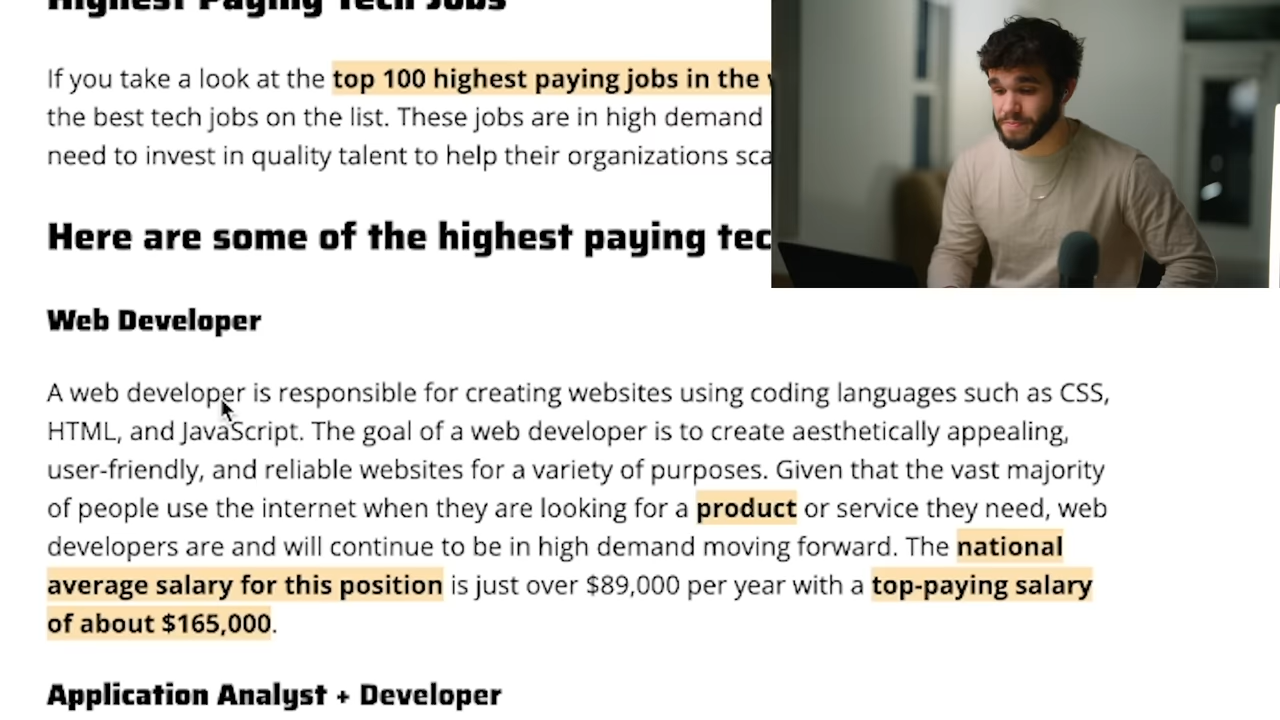 Highest Paying Tech Jobs
If you take a look at the top 100 highest paying jobs in the
the best tech jobs on the list. These jobs are in high demand
need to invest in quality talent to help their organizations sca
Here are some of the highest paying tec
Web Developer
A web developer is responsible for creating websites using coding languages such as CSS,
HTML, and JavaScript. The goal of a web developer is to create aesthetically appealing,
user-friendly, and reliable websites for a variety of purposes. Given that the vast majority
of people use the internet when they are looking for a product or service they need, web
developers are and will continue to be in high demand moving forward. The national
average salary for this position is just over $89,000 per year with a top-paying salary
of about $165,000.
Application Analyst + Developer